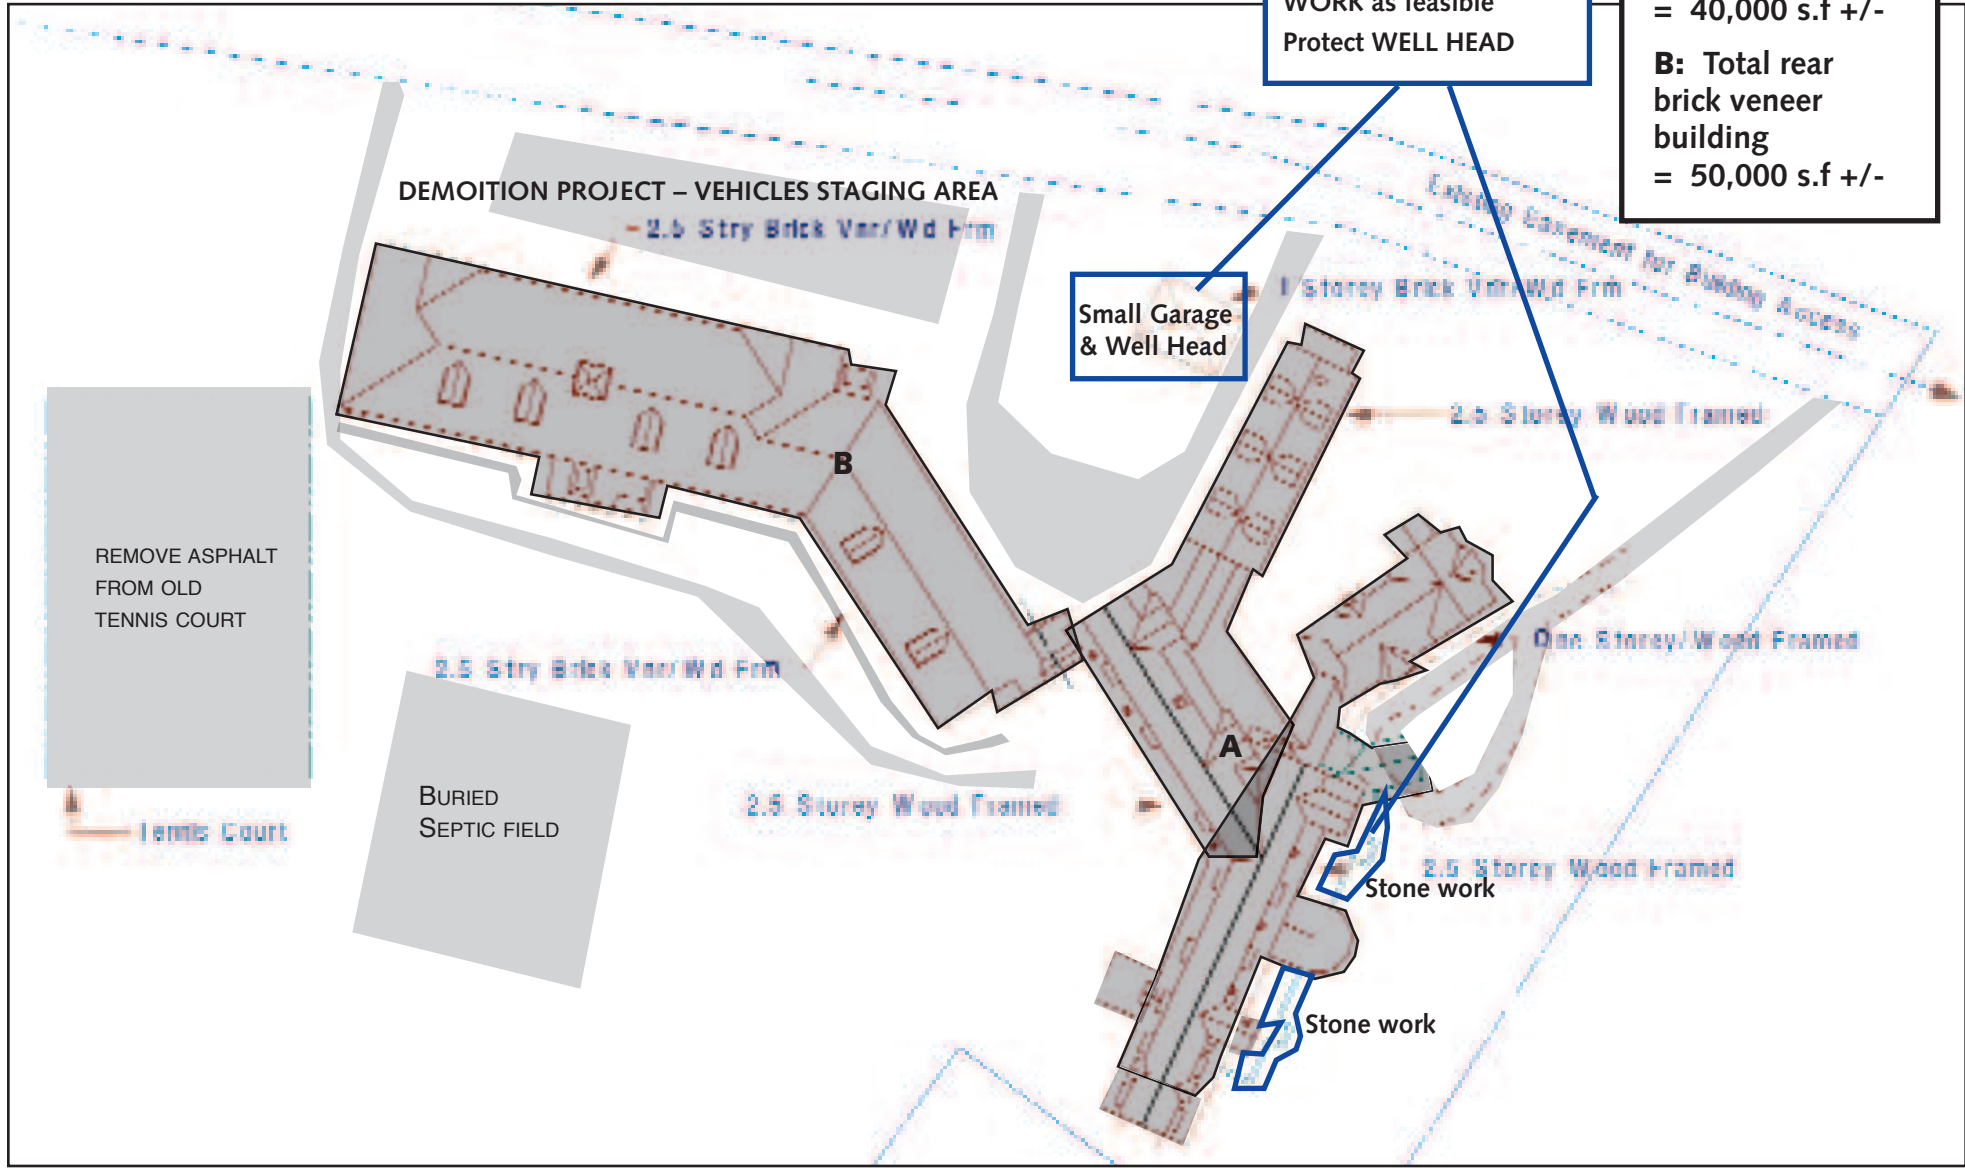 WORK as feasible
Protect WELL HEAD
= 40,000 s.f +/-
B: Total rear
brick veneer
building
= 50,000 s.f +/-
DEMOITION PROJECT – VEHICLES STAGING AREA
2.5 Stry Brick Vnr/Wd Frm
Existing Easement for Building Access
1 Storey Brick Vnr/Wd Frm
Small Garage
& Well Head
2.5 Storey Wood Framed
B
REMOVE ASPHALT
FROM OLD
TENNIS COURT
2.5 Stry Brick Vnr/Wd Frm
One Storey/Wood Framed
A
BURIED
SEPTIC FIELD
2.5 Storey Wood Framed
Tennis Court
2.5 Storey Wood Framed
Stone work
Stone work